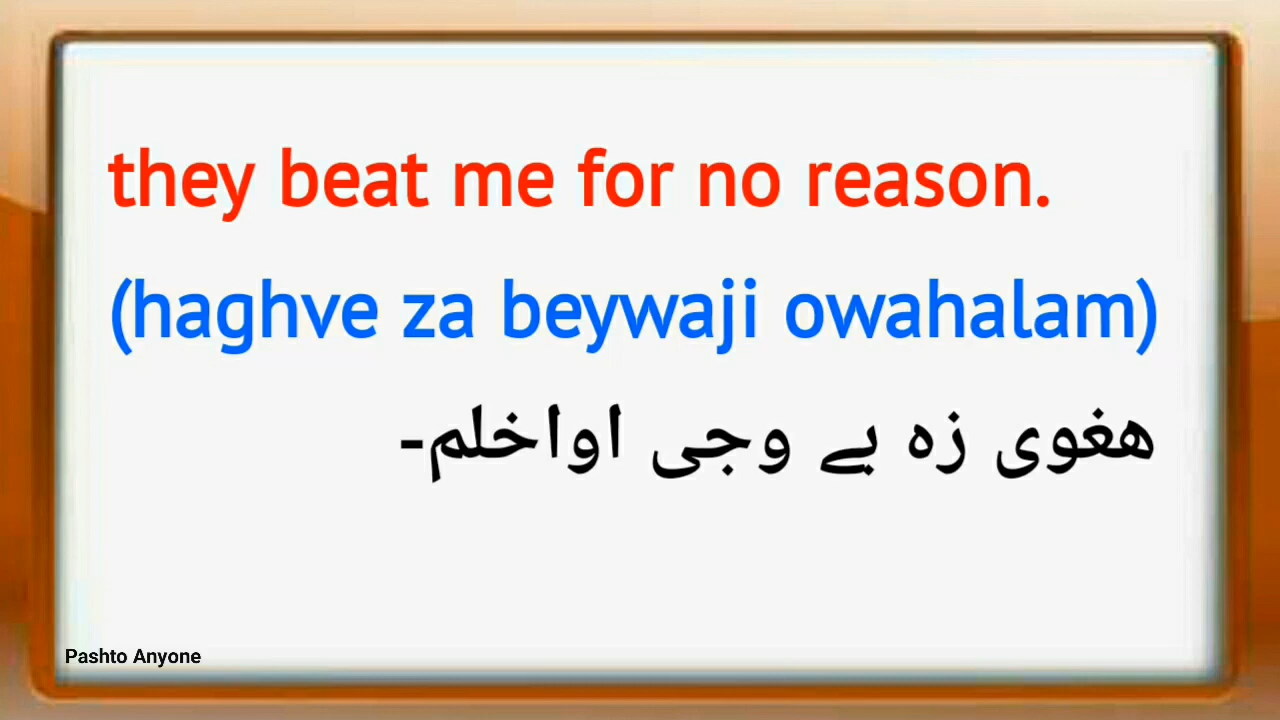 they beat me for no reason.
(haghve za beywaji owahalam)
هغوی زه بے وجی اواخلم-
Pashto Anyone